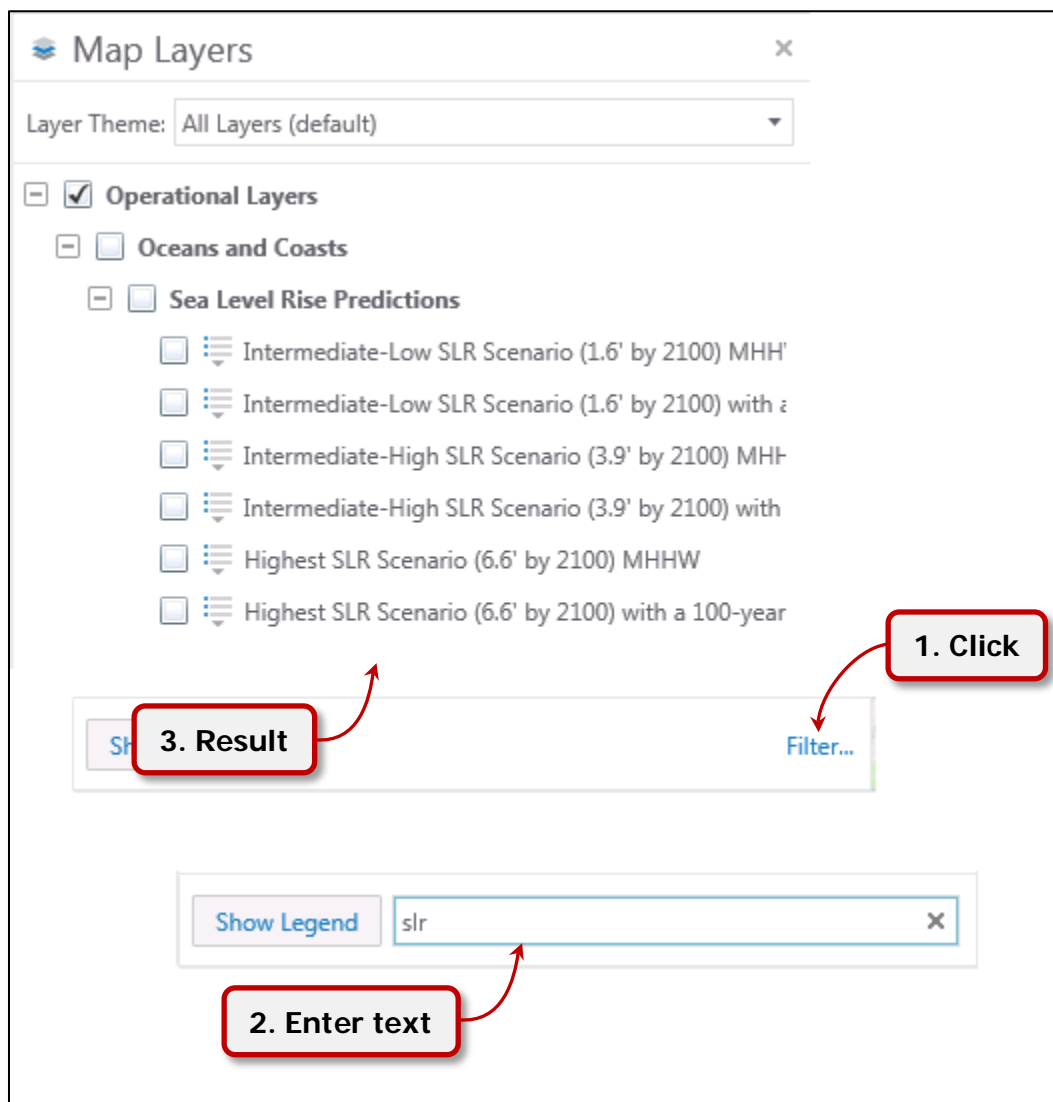 Map Layers
Layer Theme: All Layers (default)
Operational Layers
Oceans and Coasts
Sea Level Rise Predictions
Intermediate-Low SLR Scenario (1.6' by 2100)
Intermediate-Low SLR Scenario (1.6' by 2100) with
Intermediate-High SLR Scenario (3.9' by 2100)
Intermediate-High SLR Scenario (3.9' by 2100) with
Highest SLR Scenario (6.6' by 2100) MHHW
Highest SLR Scenario (6.6' by 2100) with a 100-year
1. Click
3. Result
Filter...
Show Legend slr
2. Enter text